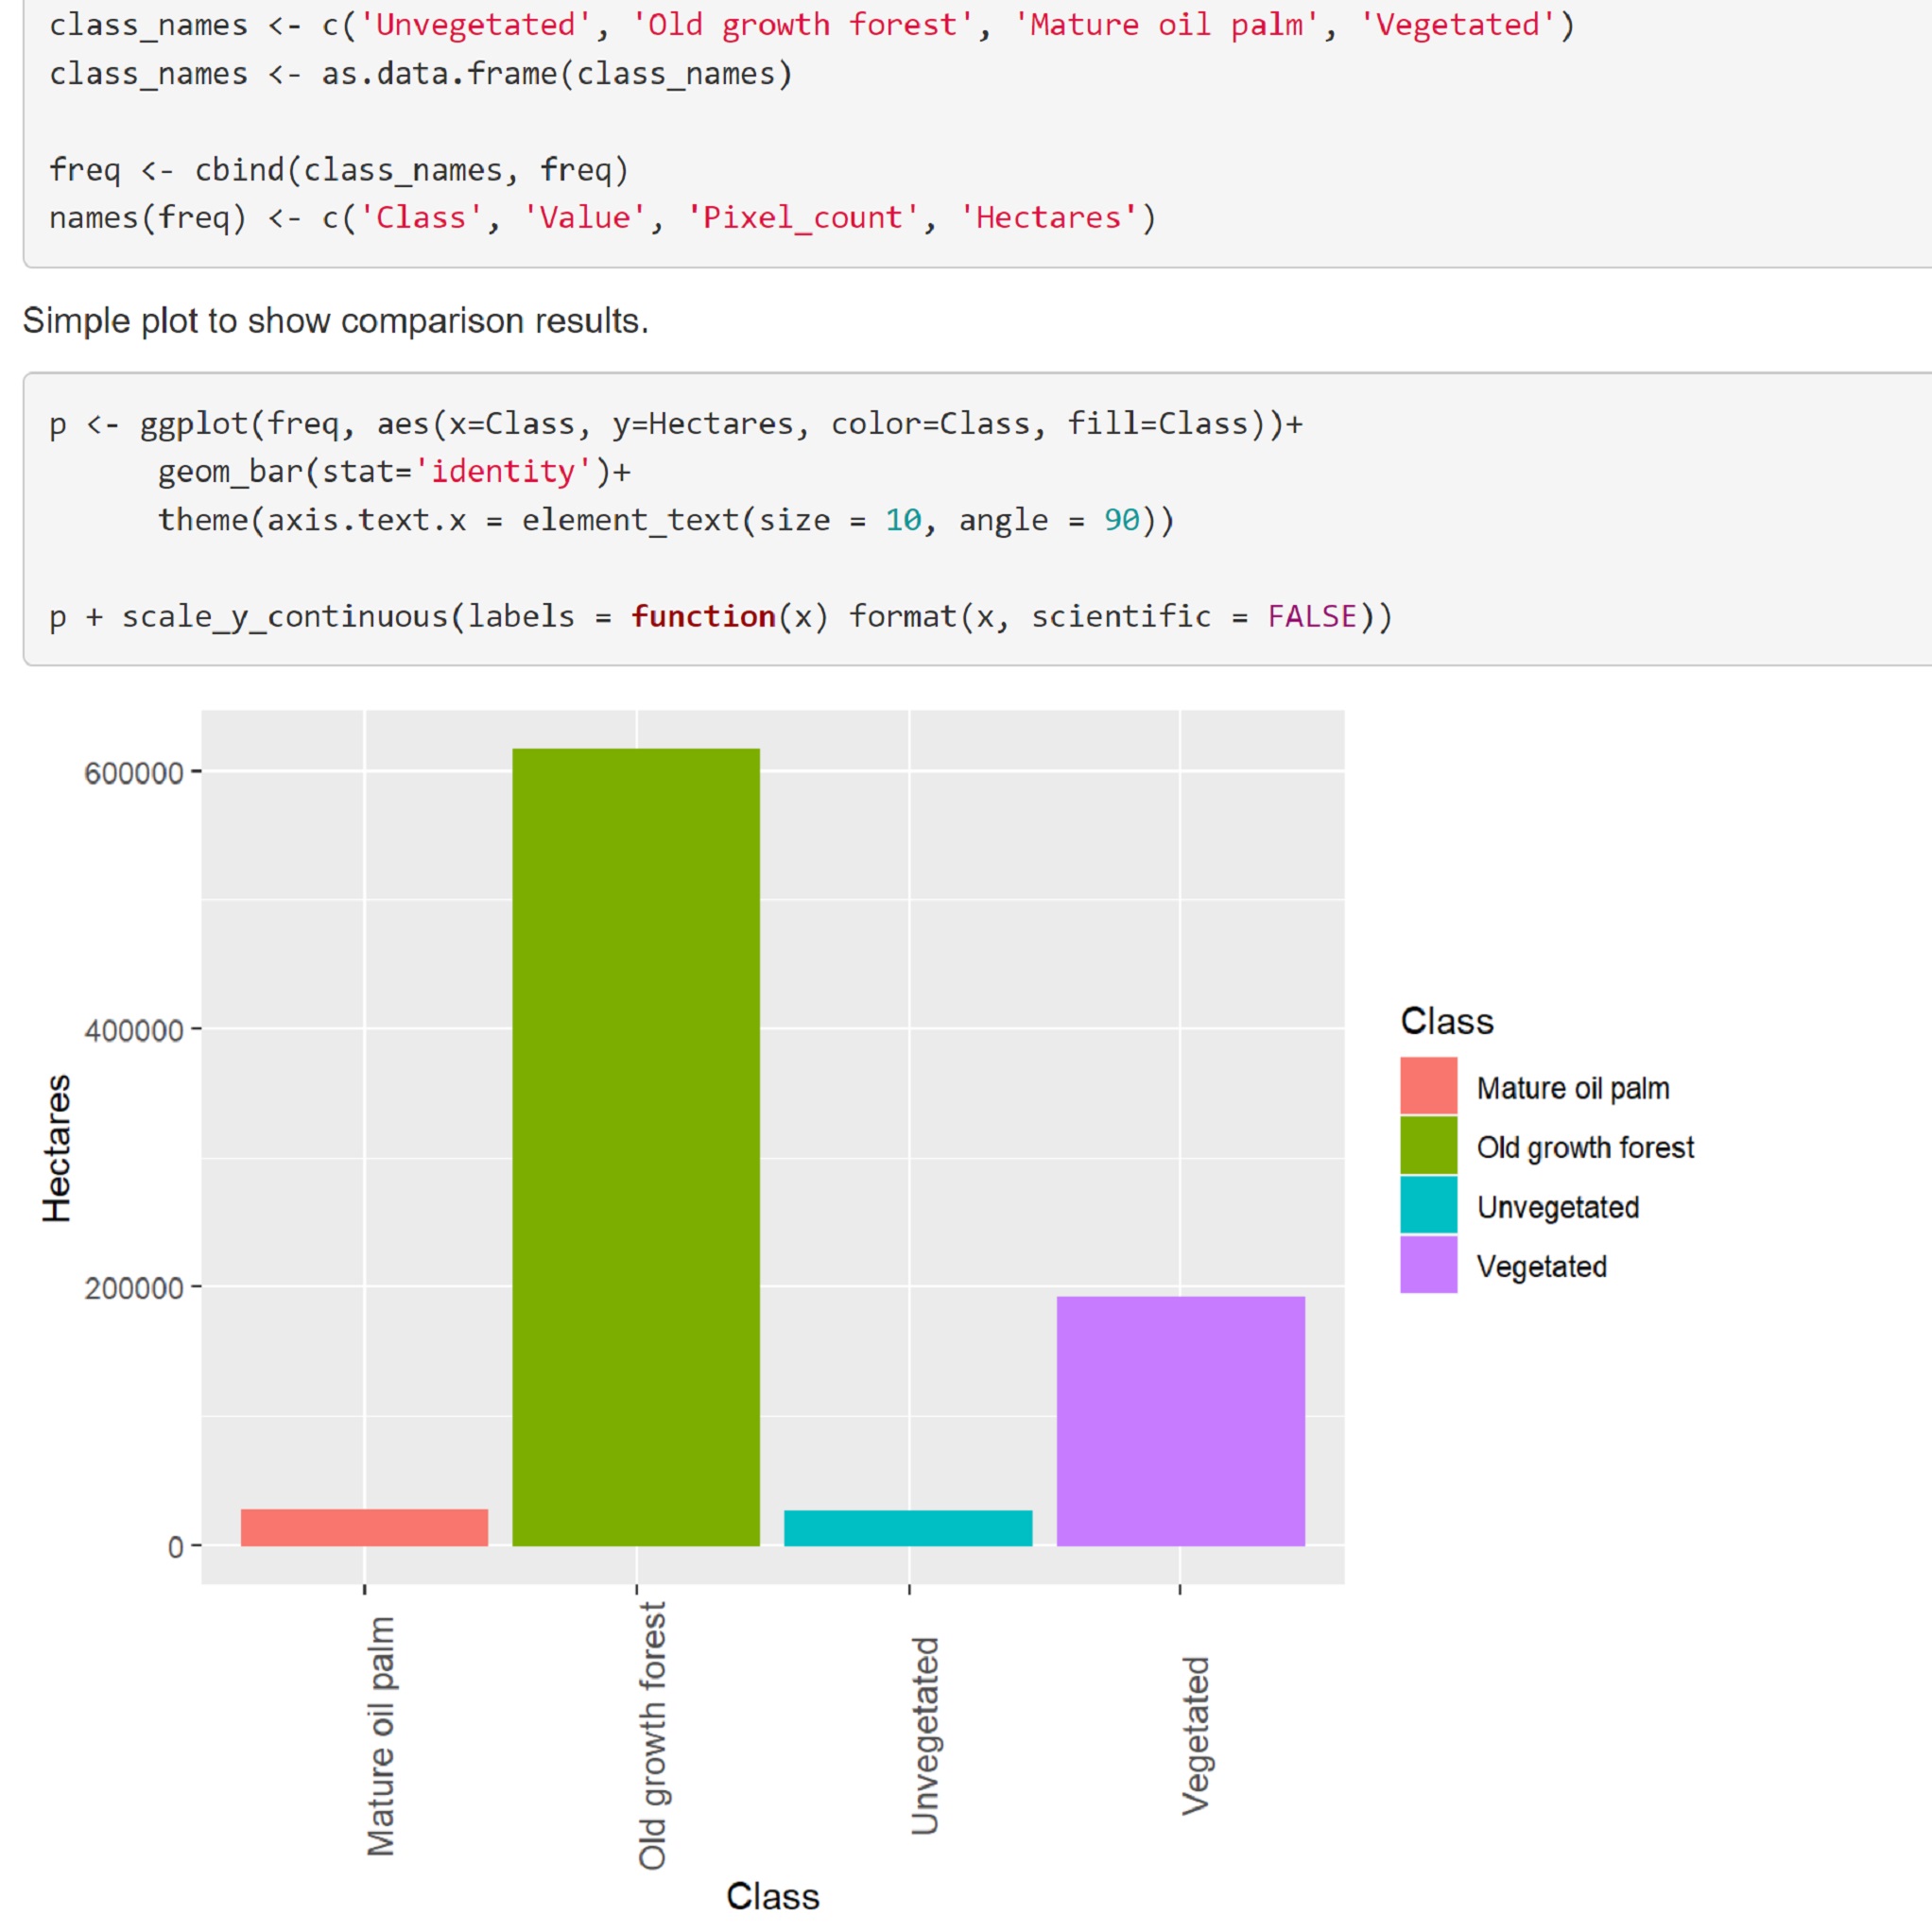 class_names <- c('Unvegetated', 'Old growth forest', 'Mature oil palm', 'Vegetated')
class_names <- as.data.frame(class_names)
freq <- cbind(class_names, freq)
names(freq) <- c('Class', 'Value', 'Pixel_count', 'Hectares')
Simple plot to show comparison results.
p <- ggplot(freq, aes(x=Class, y=Hectares, color=Class, fill=Class))+
geom_bar(stat='identity')+
theme(axis.text.x = element_text(size = 10, angle = 90))
p + scale_y_continuous(labels = function(x) format(x, scientific = FALSE))
600000
400000
200000
0
Hectares
Mature oil palm
Old growth forest
Unvegetated
Vegetated
Class
Class
Mature oil palm
Old growth forest
Unvegetated
Vegetated